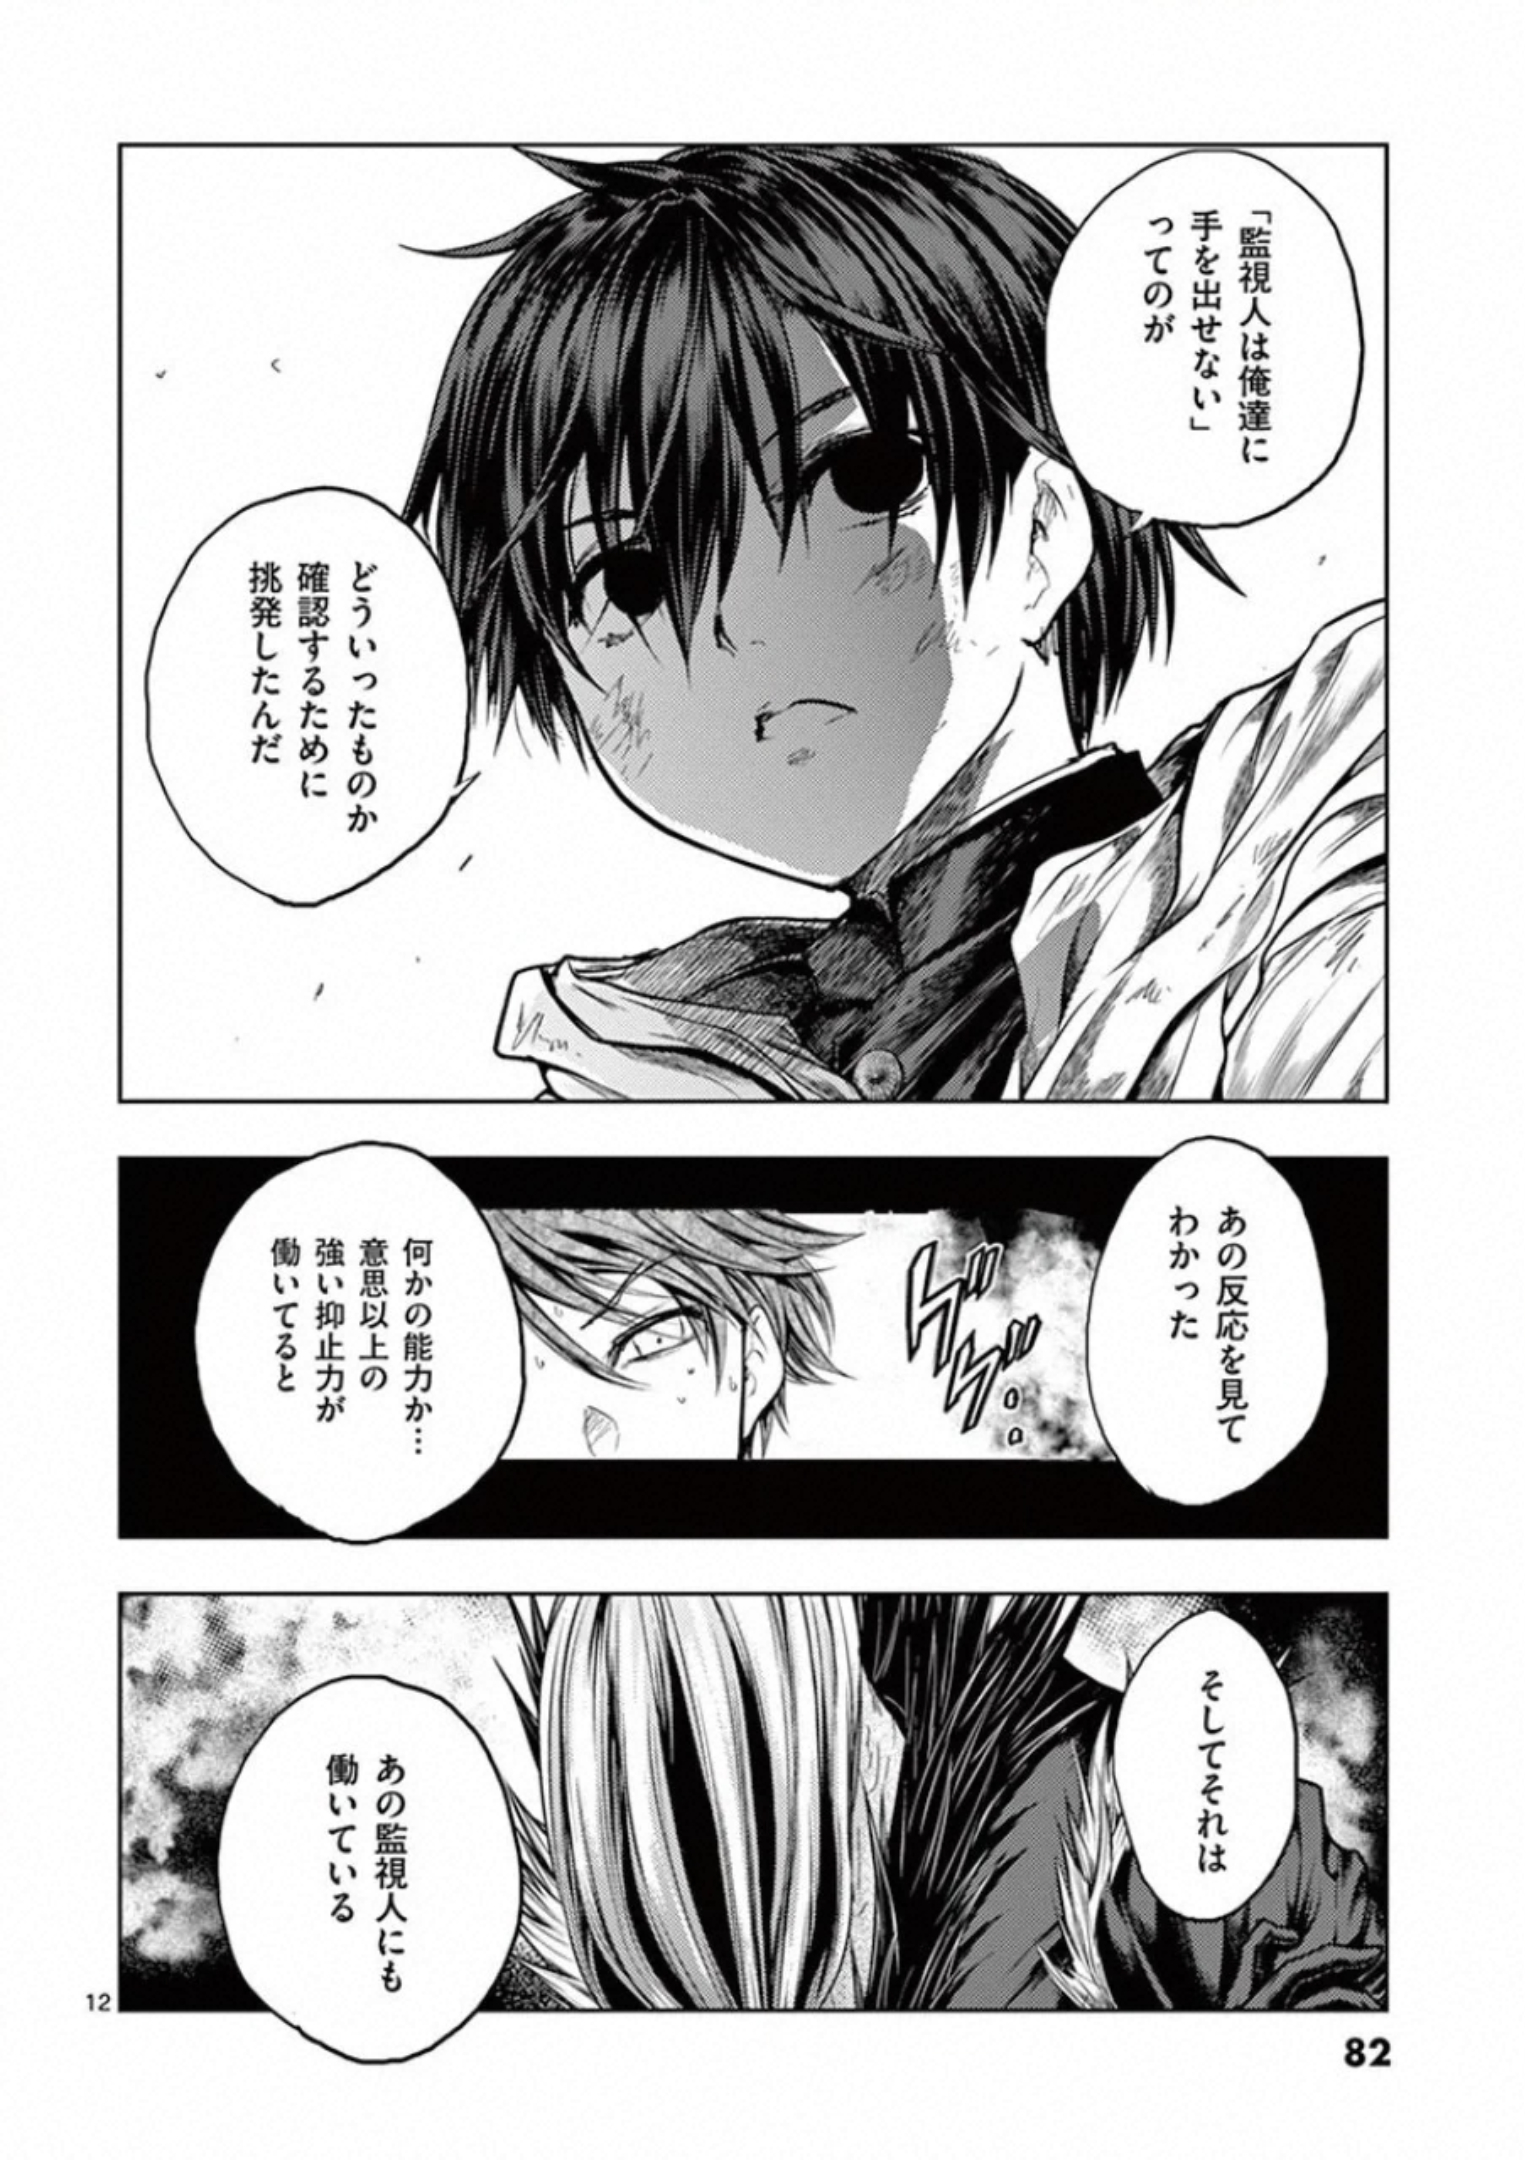 「監視人は俺達に
手を出せない」
ってのが
どういったものか
確認するために
挑発したんだ
あの反応を見て
わかった
グググ…
何かの能力か…
意思以上の
強い抑止力が
働いてると
そしてそれは
あの監視人にも
働いている
12
82